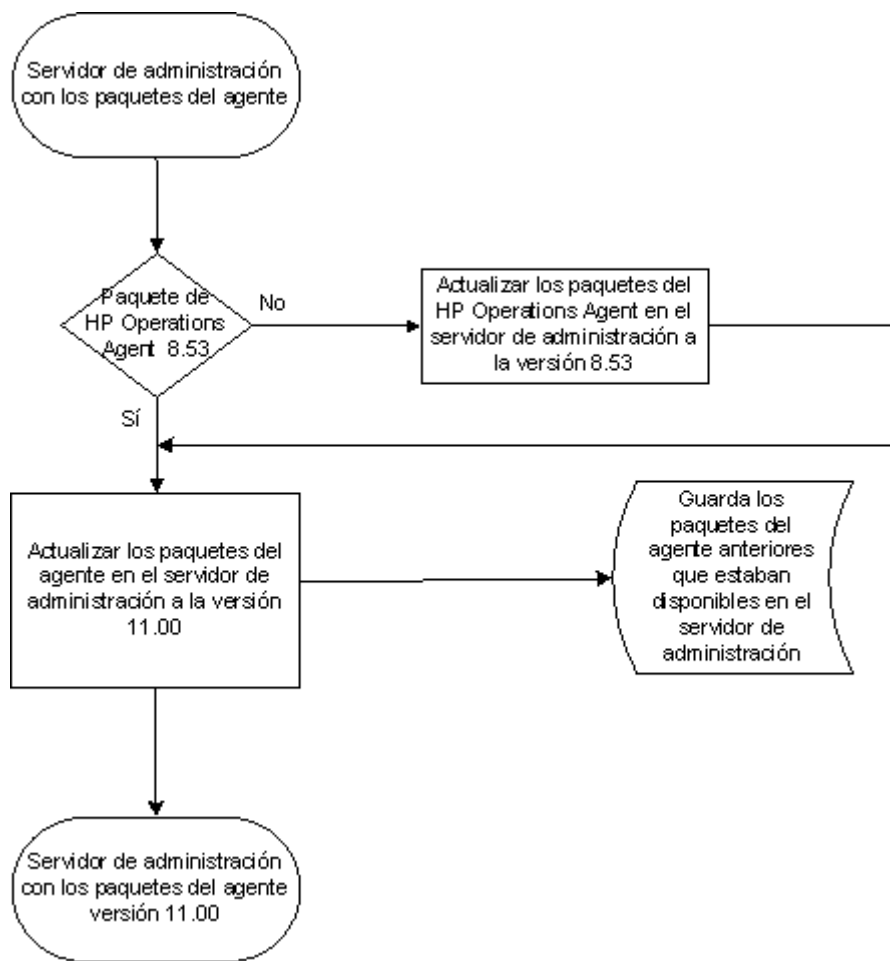 Servidor de administración
con los paquetes del agente
Paquete de
HP Operations
Agent 8.53
No
Actualizar los paquetes del
HP Operations Agent en el
servidor de administración a
la versión 8.53
Sí
Actualizar los paquetes del
agente en el servidor de
administración a la versión
11.00
Guarda los
paquetes del
agente anteriores
que estaban
disponibles en el
servidor de
administración
Servidor de administración
con los paquetes del agente
versión 11.00